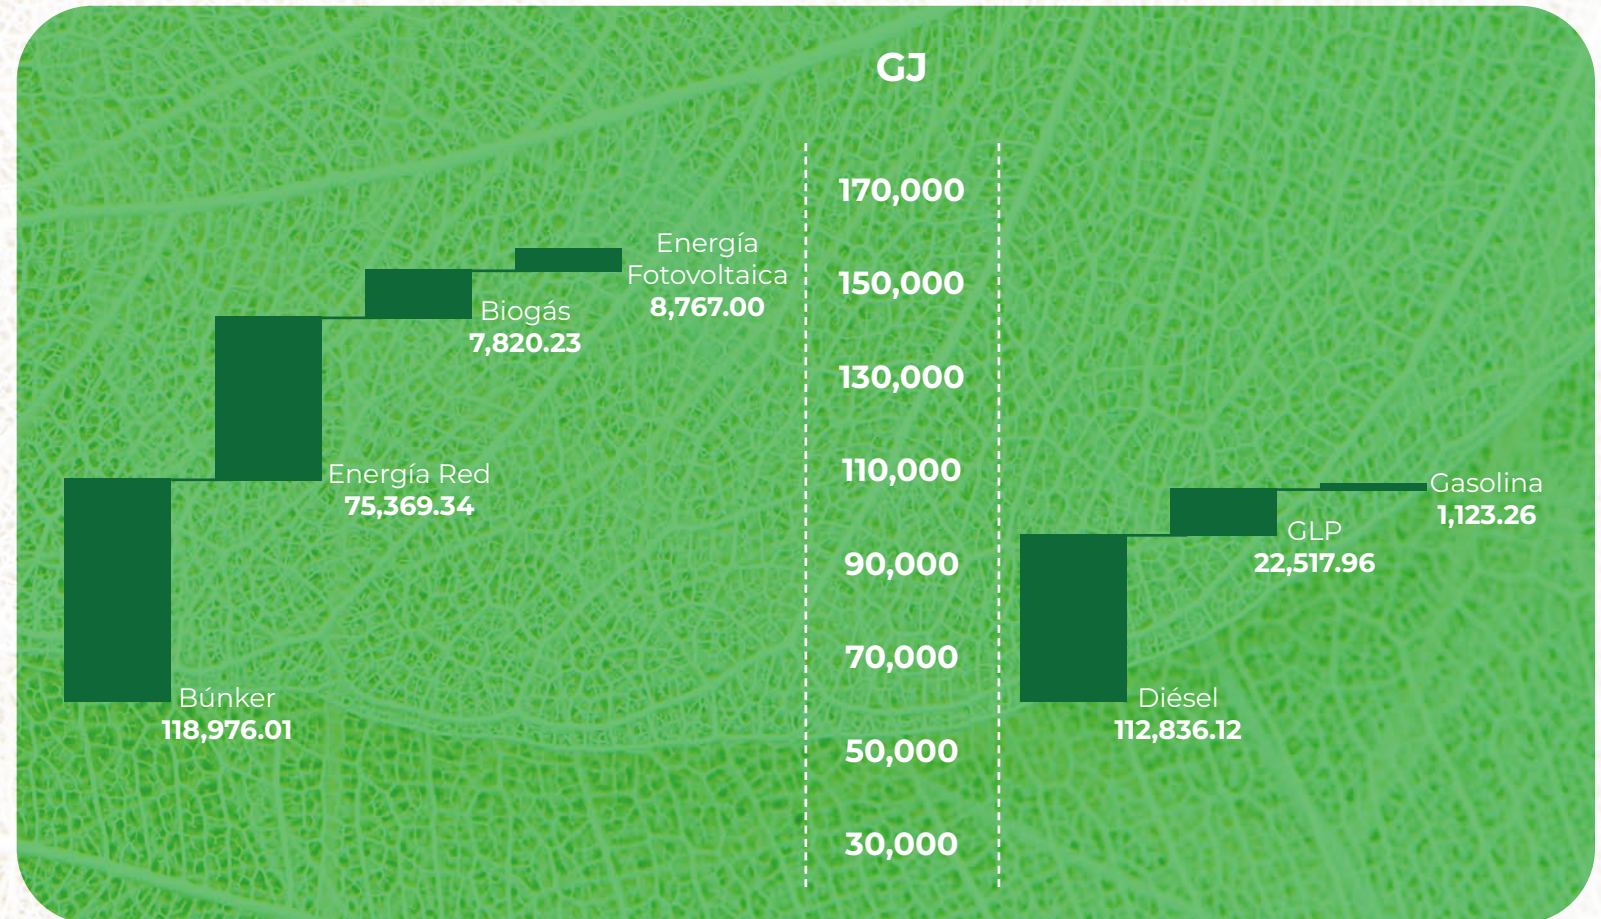 GJ
Energía
Fotovoltaica
8,767.00
Biogás
7,820.23
Energía Red
75,369.34
Búnker
118,976.01
170,000
150,000
130,000
110,000
90,000
70,000
50,000
30,000
Gasolina
1,123.26
GLP
22,517.96
Diésel
112,836.12